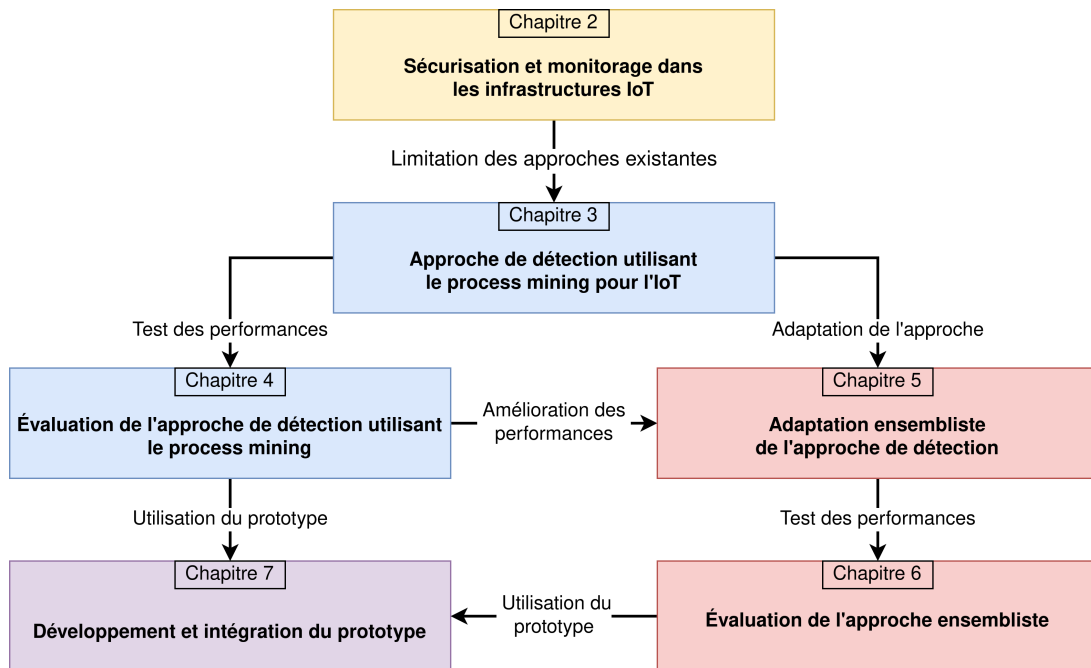 Chapitre 2
Sécurisation et monitorage dans
les infrastructures IoT
Limitation des approches existantes
Chapitre 3
Approche de détection utilisant
le process mining pour l'IoT
Test des performances
Adaptation de l'approche
Chapitre 4
Évaluation de l'approche de détection utilisant
le process mining
Amélioration des
performances
Chapitre 5
Adaptation ensembliste
de l'approche de détection
Utilisation du prototype
Test des performances
Chapitre 7
Développement et intégration du prototype
Utilisation du
prototype
Chapitre 6
Évaluation de l'approche ensembliste